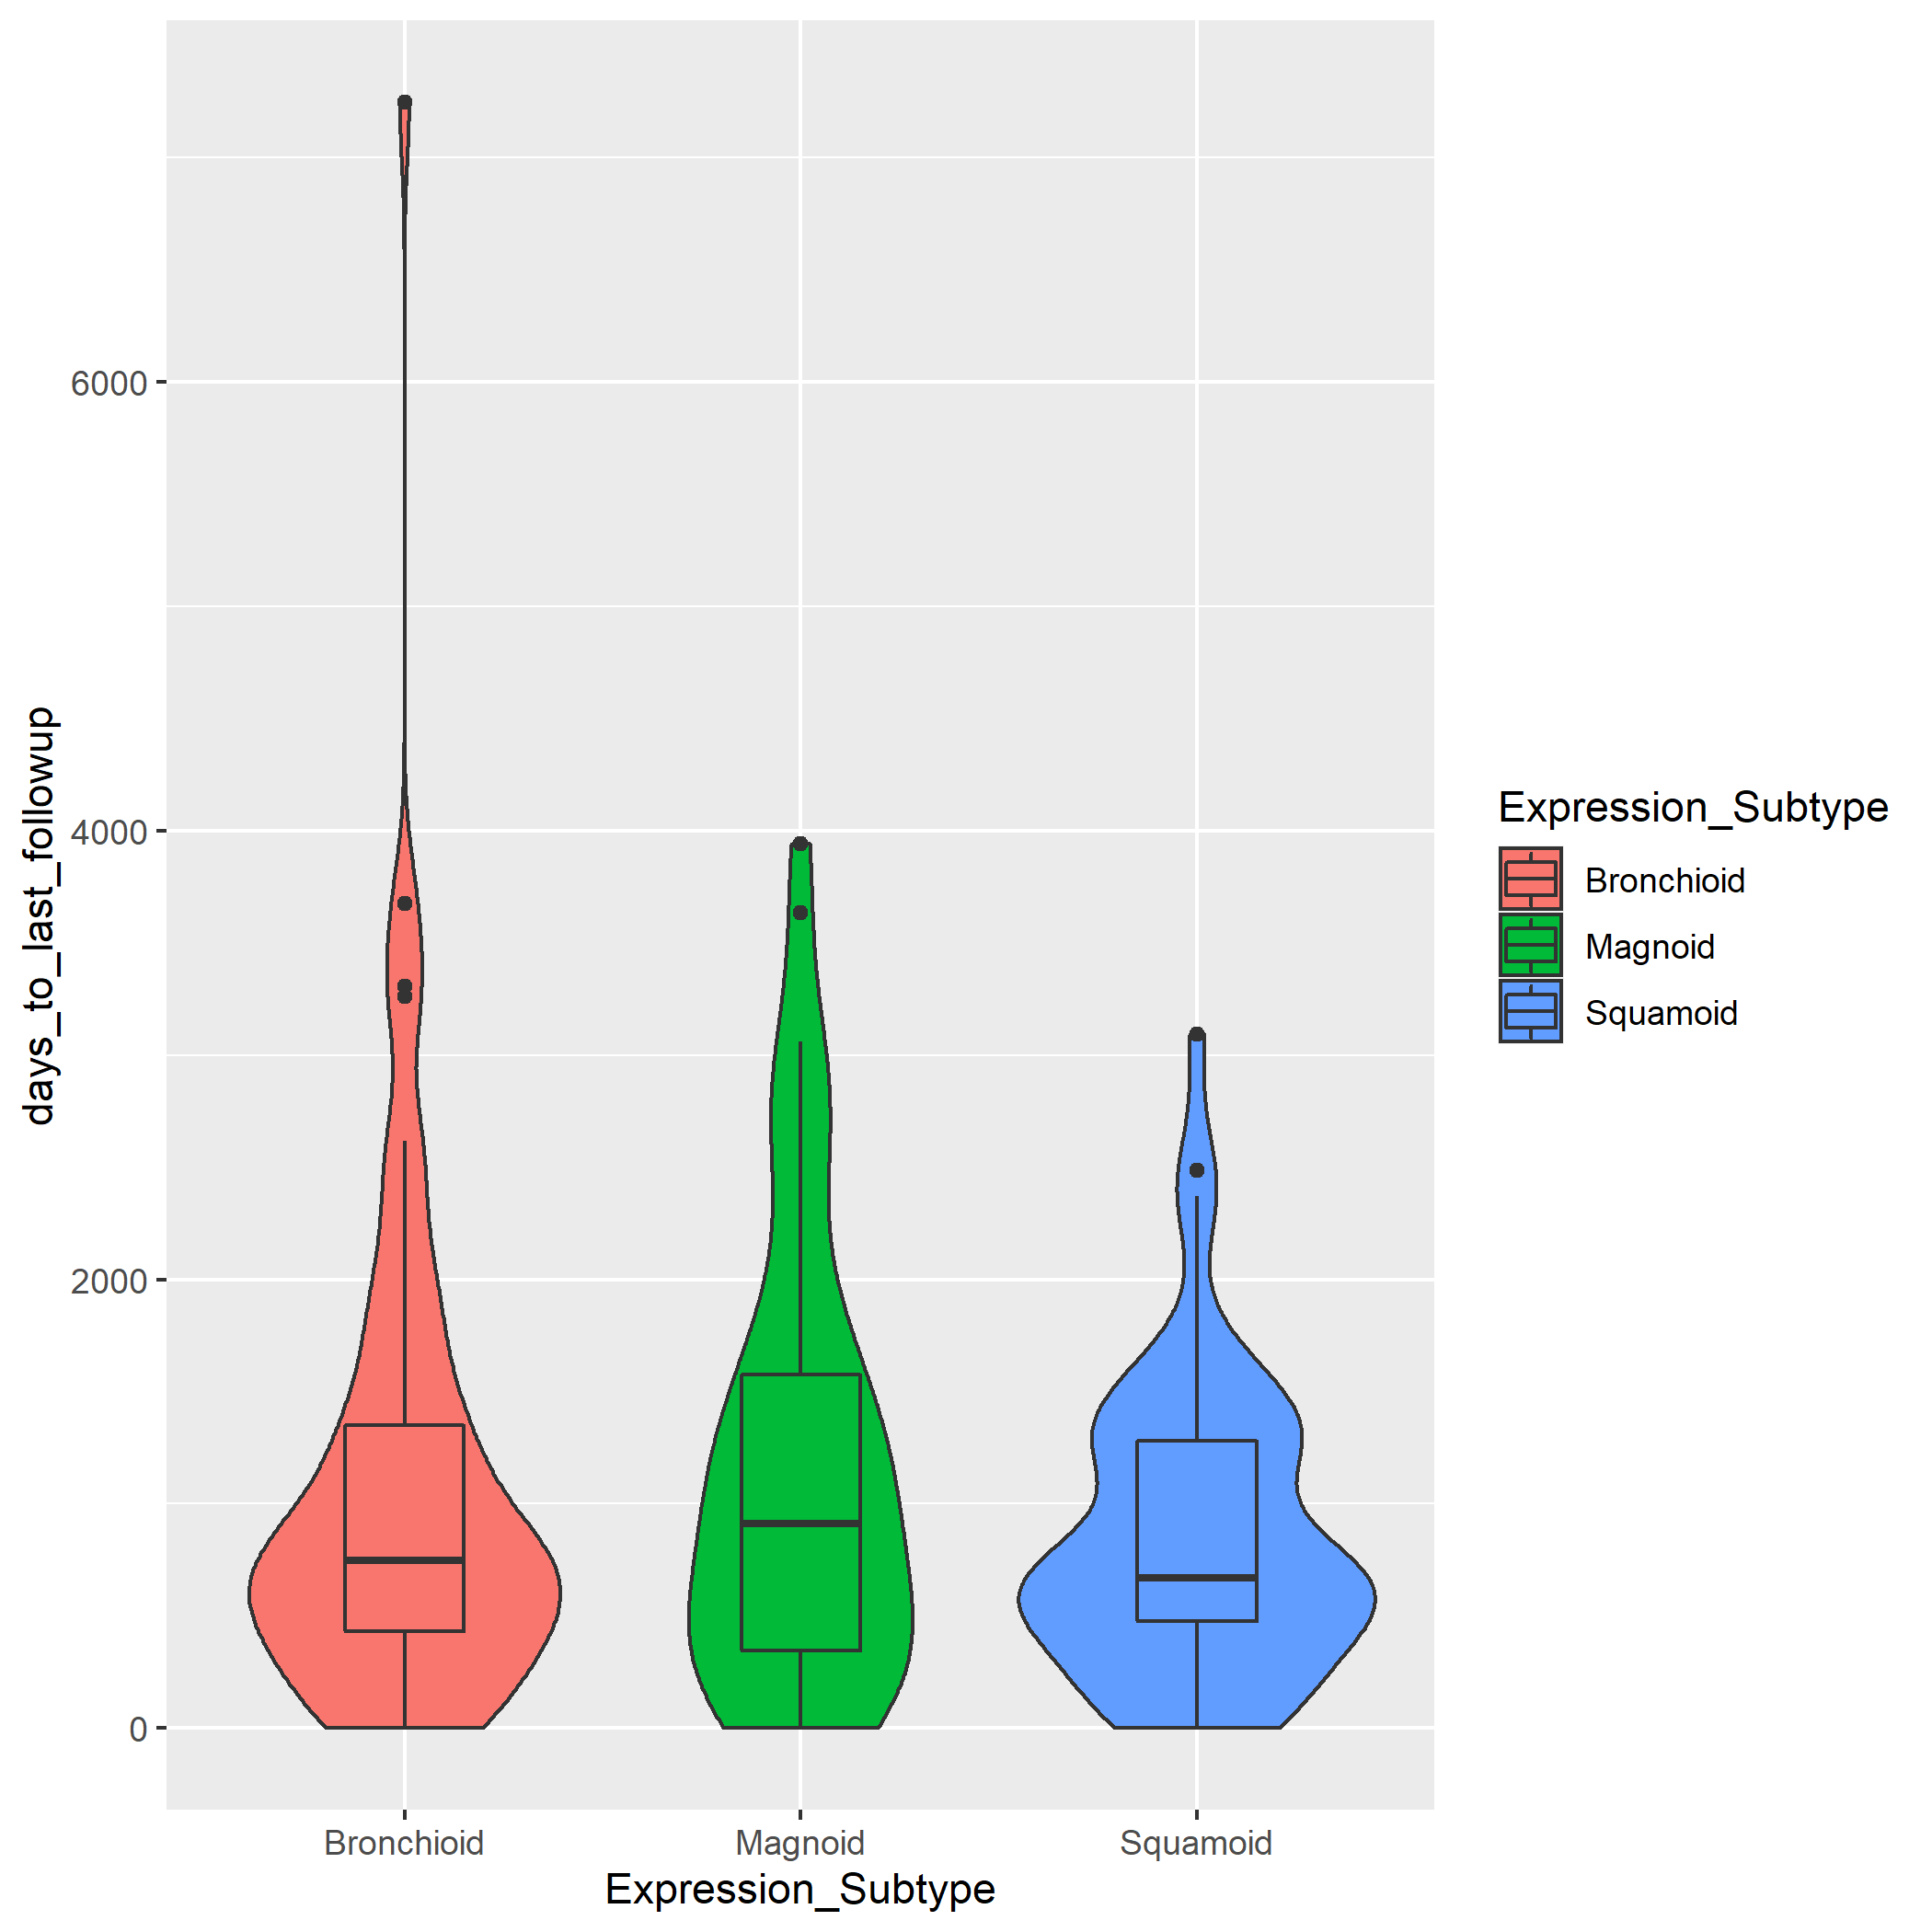 days_to_last_followup
6000
4000
2000
0
Bronchioid
Magnoid
Squamoid
Expression_Subtype
Expression_Subtype
Bronchioid
Magnoid
Squamoid